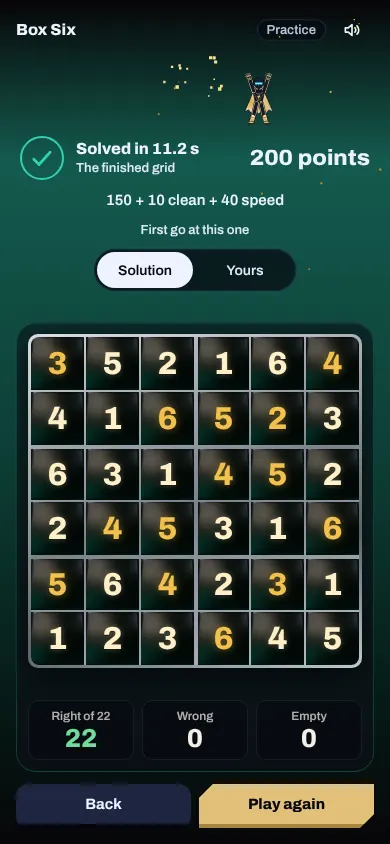 Box Six
Practice
Solved in 11.2 s
The finished grid
200 points
150 + 10 clean + 40 speed
First go at this one
Solution
Yours
3 5 2 1 6 4
4 1 6 5 2 3
6 3 1 4 5 2
2 4 5 3 1 6
5 6 4 2 3 1
1 2 3 6 4 5
Right of 22
22
Wrong
0
Empty
0
Back
Play again